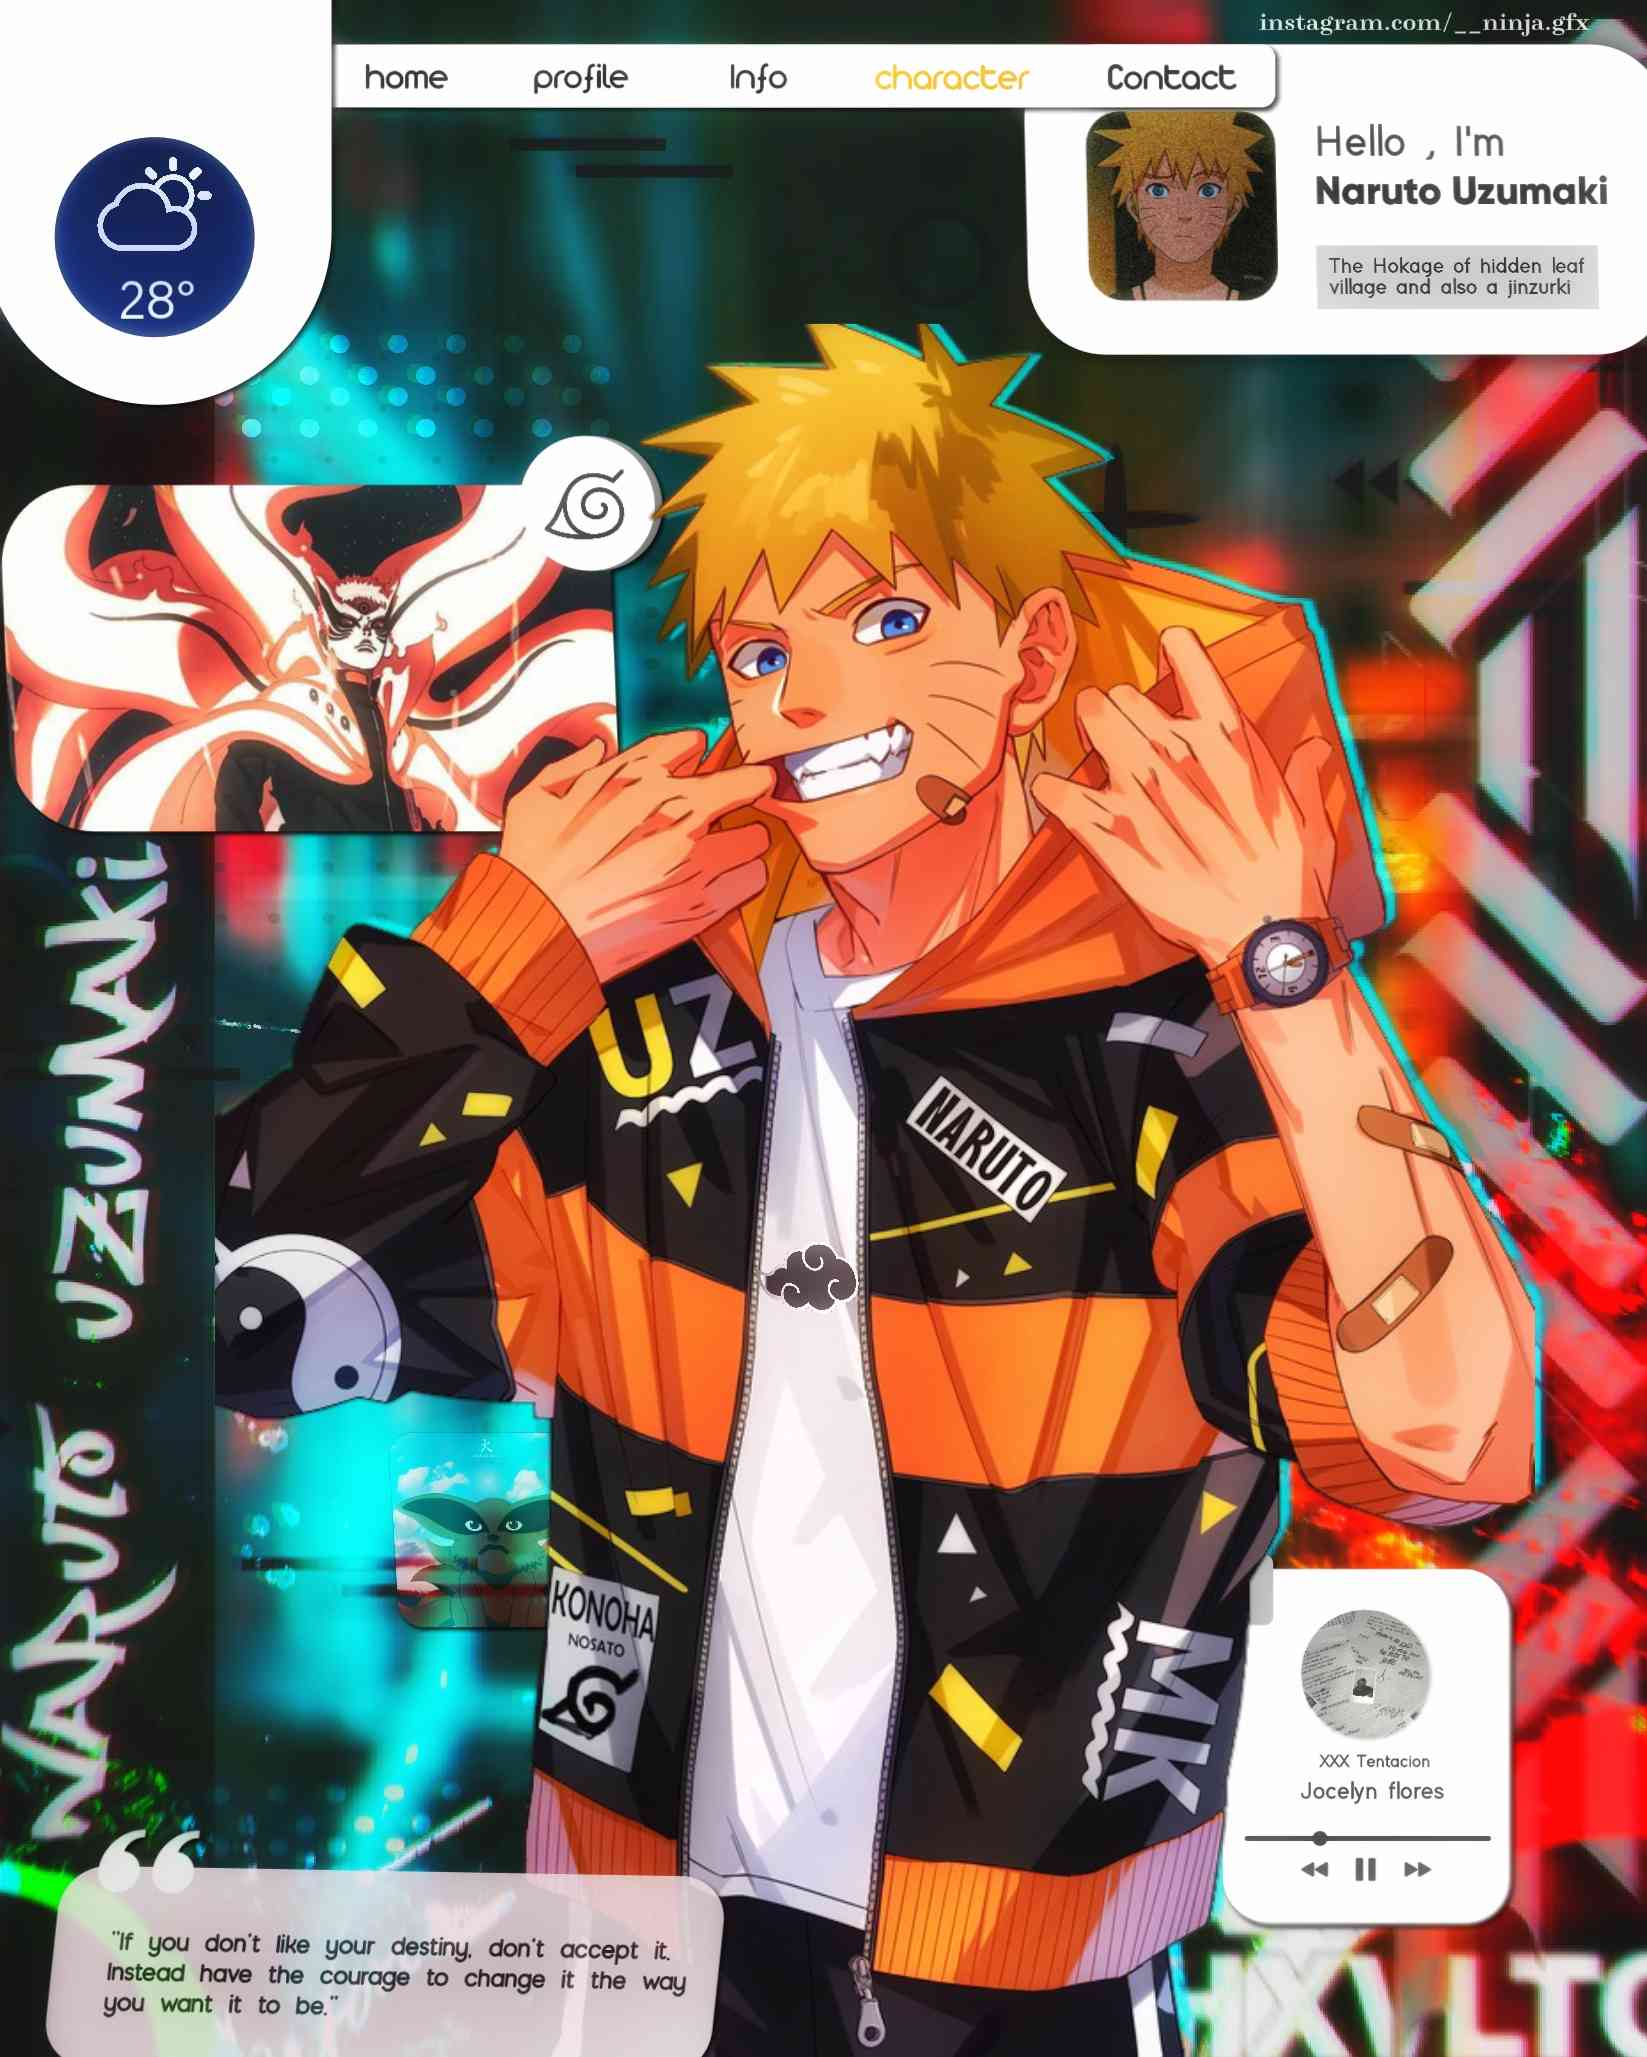 instagram.com/__ninja.gfx
home profile Info character Contact
28°
Hello , I'm
Naruto Uzumaki
The Hokage of hidden leaf
village and also a jinzurki
NARUTO UZUMAKI
UZ
NARUTO
火
KONOHA
NOSATO
MK
XXX Tentacion
Jocelyn flores
“
"If you don't like your destiny, don't accept it.
Instead have the courage to change it the way
you want it to be."